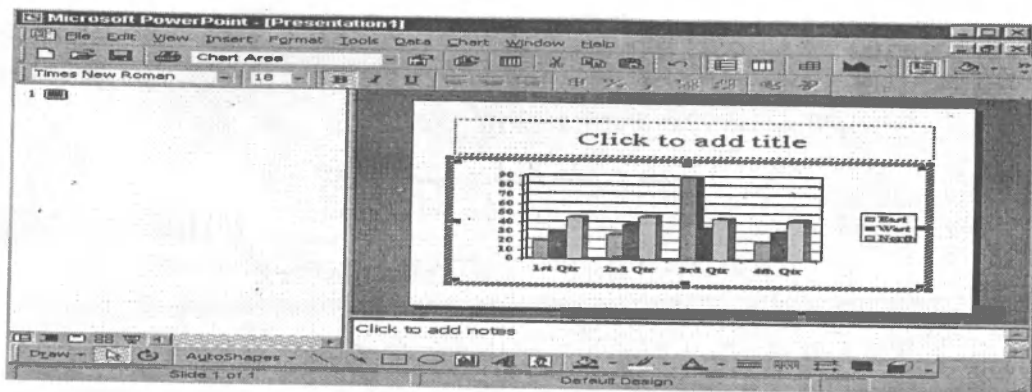 Microsoft PowerPoint - [Presentation1]
File Edit View Insert Format Tools Data Chart Window Help
Chart Area
Times New Roman 18 B I U
1
Click to add title
90
80
70
60
50
40
30
20
10
0
1st Qtr 2nd Qtr 3rd Qtr 4th Qtr
East
West
North
Click to add notes
Draw AutoShapes
Slide 1 of 1 Default Design